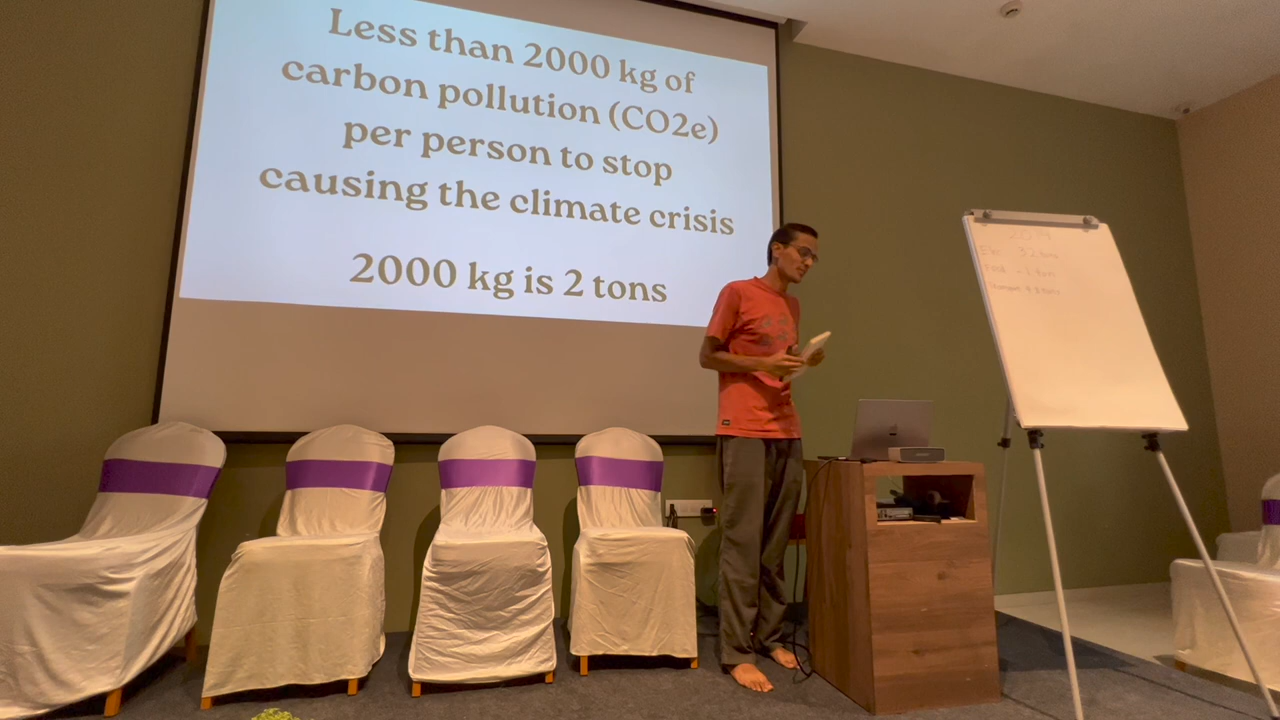 Less than 2000 kg of
carbon pollution (CO2e)
per person to stop
causing the climate crisis
2000 kg is 2 tons